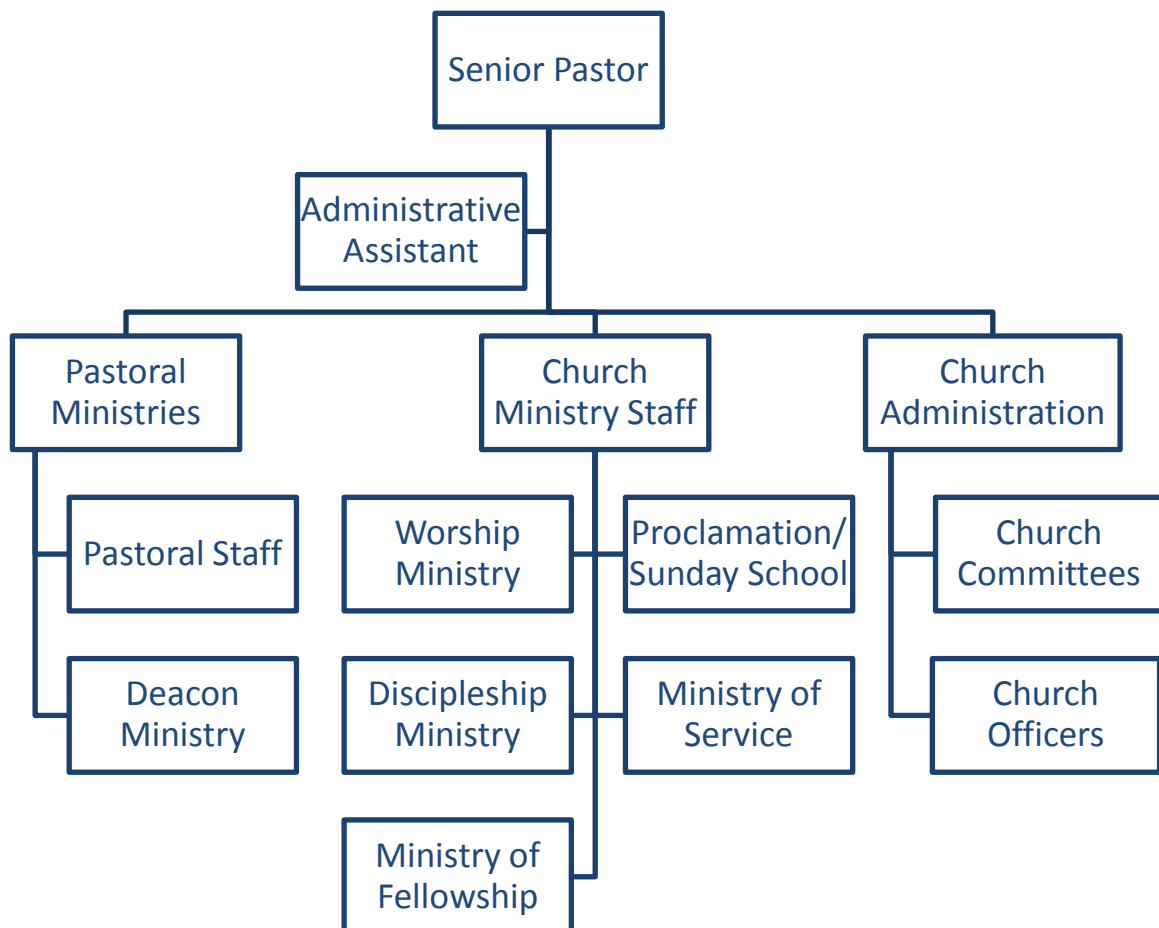 Senior Pastor
Administrative
Assistant
Pastoral
Ministries
Church
Ministry Staff
Church
Administration
Pastoral Staff
Worship
Ministry
Proclamation/
Sunday School
Church
Committees
Deacon
Ministry
Discipleship
Ministry
Ministry of
Service
Church
Officers
Ministry of
Fellowship